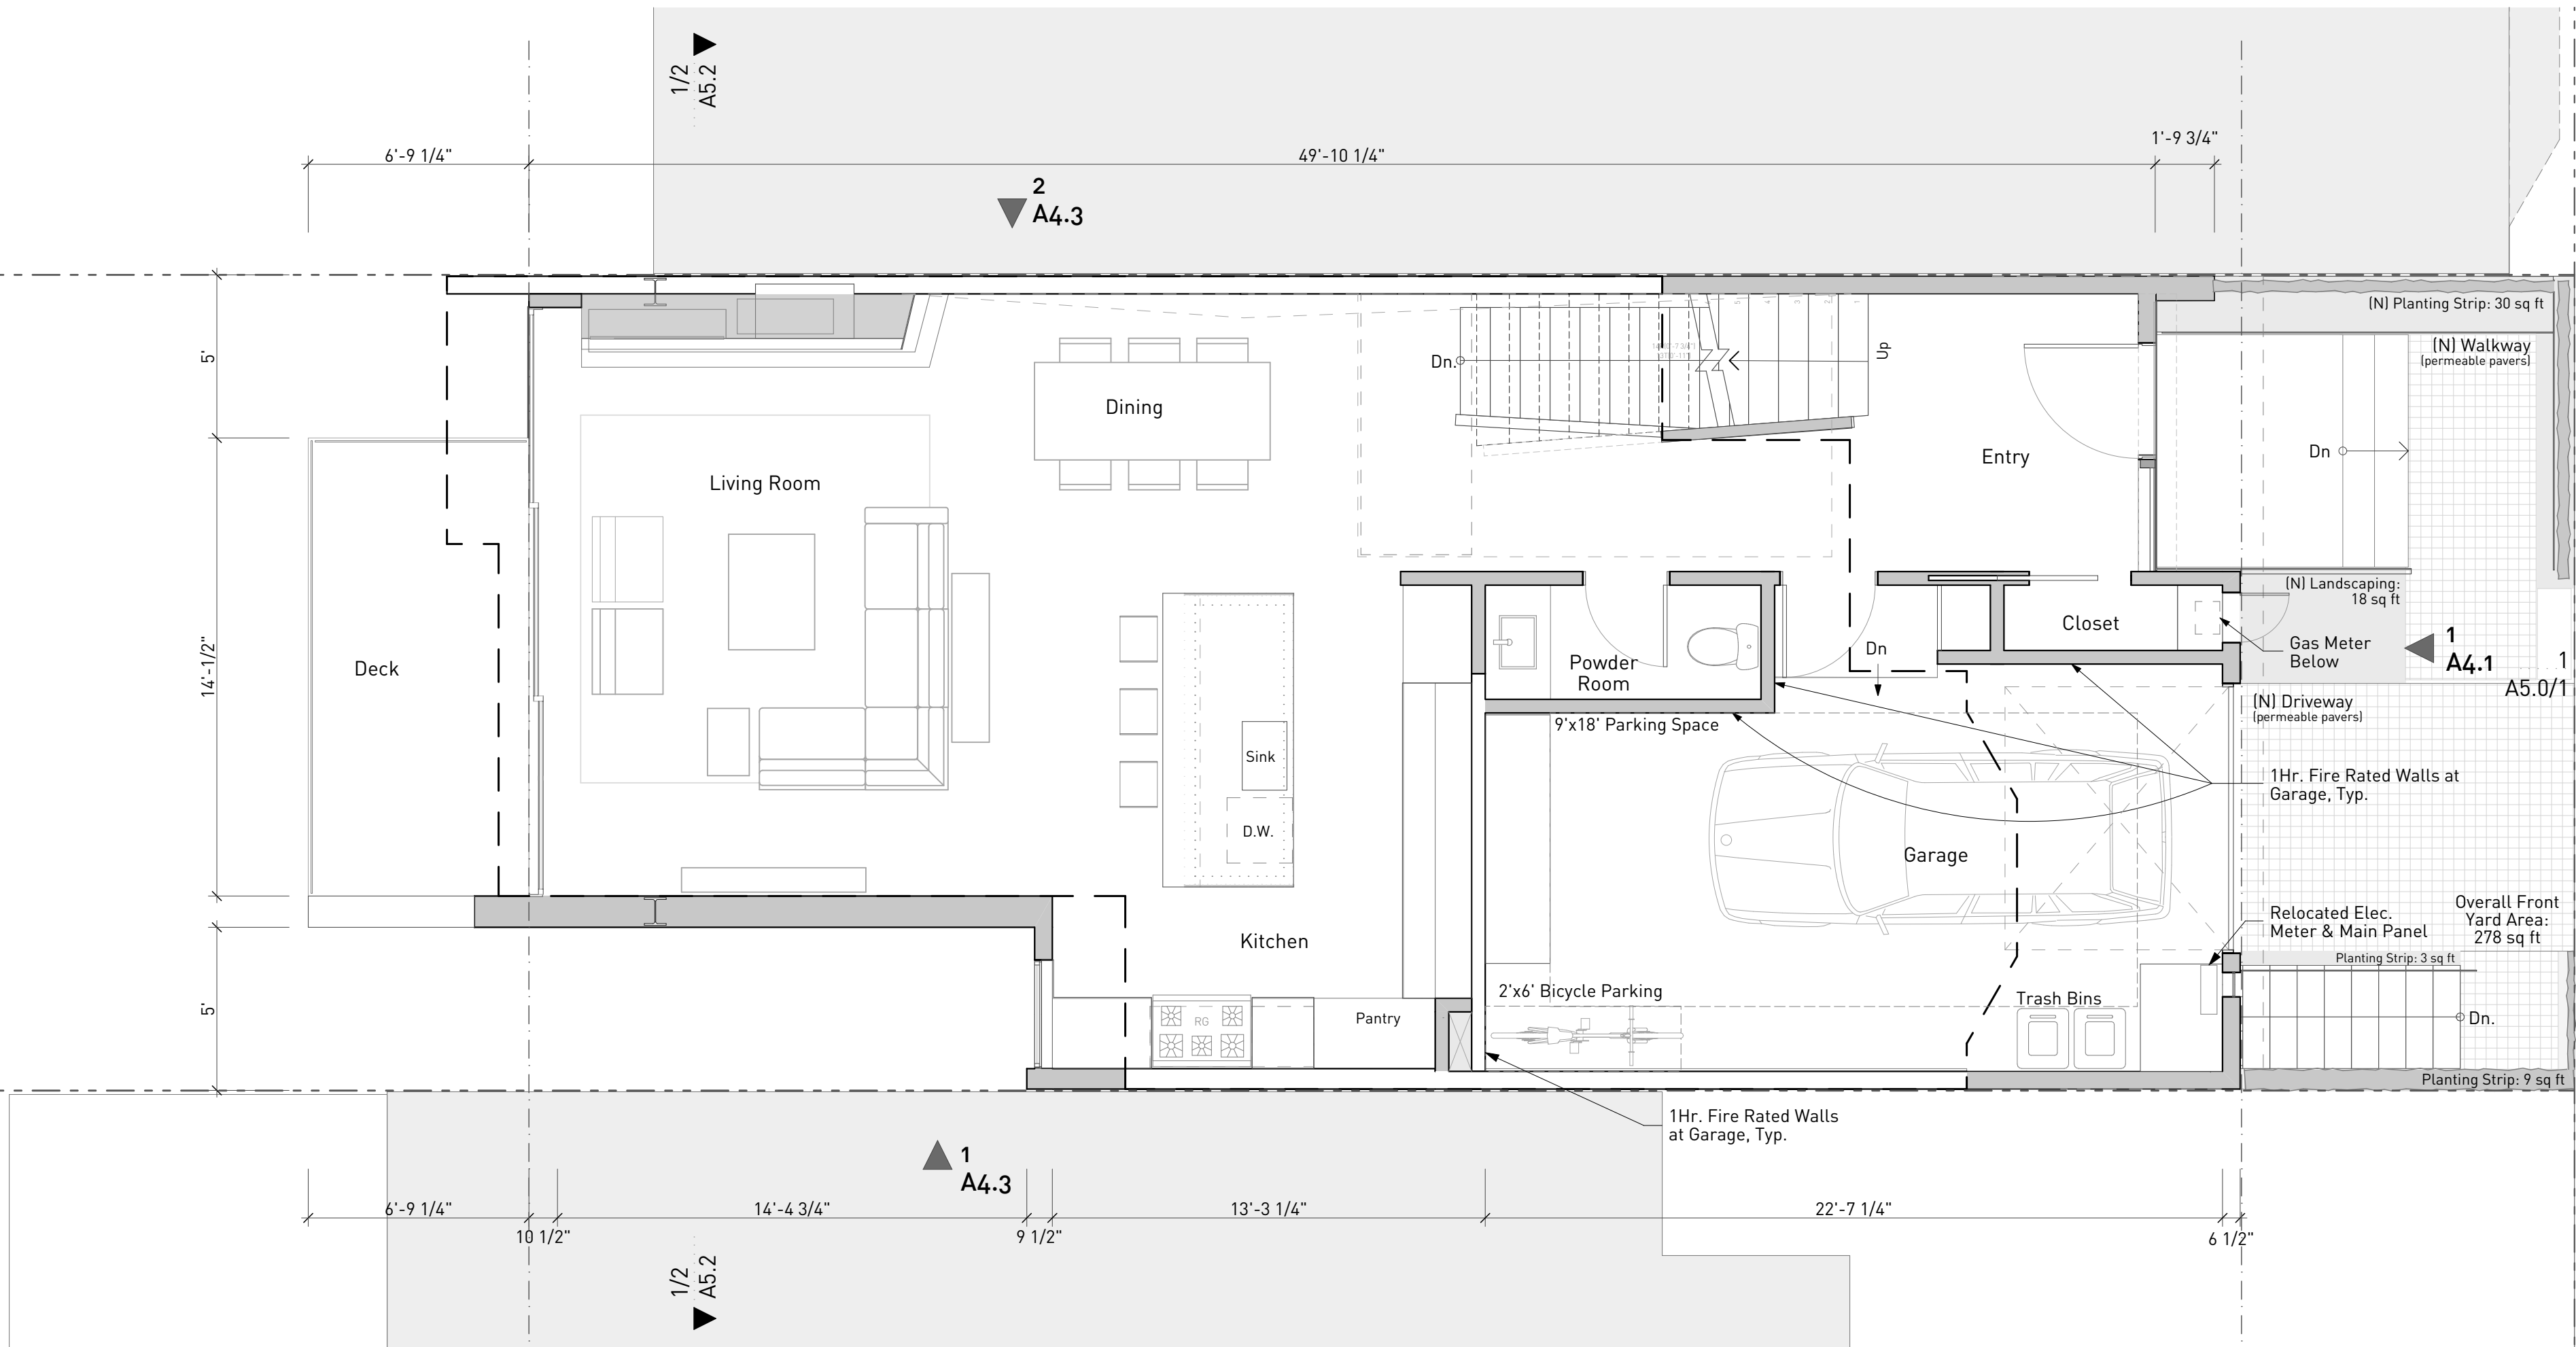 1/2
A5.2
6'-9 1/4"
49'-10 1/4"
1'-9 3/4"
2
A4.3
(N) Planting Strip: 30 sq ft
(N) Walkway
(permeable pavers)
5'
Dn.
Up
Dining
Entry
Dn
Living Room
14'-1/2"
Deck
(N) Landscaping:
18 sq ft
Closet
Gas Meter
Below
1
A4.1
1
A5.0/1
Powder
Room
Dn
(N) Driveway
(permeable pavers)
9'x18' Parking Space
Sink
D.W.
1Hr. Fire Rated Walls at
Garage, Typ.
Garage
Relocated Elec.
Meter & Main Panel
Overall Front
Yard Area:
278 sq ft
Kitchen
Planting Strip: 3 sq ft
2'x6' Bicycle Parking
Trash Bins
5'
RG
Pantry
Dn.
Planting Strip: 9 sq ft
1Hr. Fire Rated Walls
at Garage, Typ.
1
A4.3
6'-9 1/4"
14'-4 3/4"
13'-3 1/4"
22'-7 1/4"
10 1/2"
9 1/2"
6 1/2"
1/2
A5.2